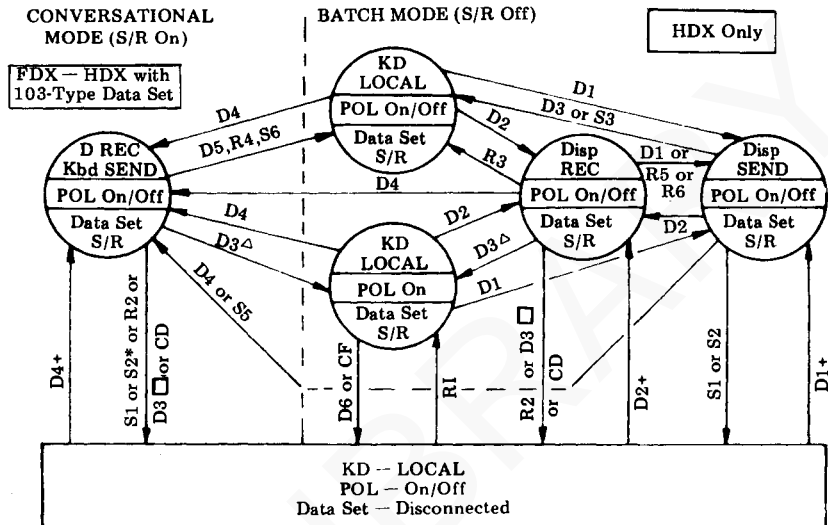 CONVERSATIONAL
MODE (S/R On)
BATCH MODE (S/R Off)
HDX Only
FDX — HDX with
103-Type Data Set
KD
LOCAL
POL On/Off
Data Set
S/R
D1
D3 or S3
D4
D5,R4,S6
D2
R3
D REC
Kbd SEND
POL On/Off
Data Set
S/R
Disp
REC
POL On/Off
Data Set
S/R
D1 or
R5 or
R6
D2
Disp
SEND
POL On/Off
Data Set
S/R
D4
D4
D3△
D2
D3△
D1
KD
LOCAL
POL On
Data Set
S/R
D4 or S5
D4+
S1 or S2* or R2 or
D3□ or CD
D6 or CF
RI
R2 or D3□
or CD
D2+
S1 or S2
D1+
KD — LOCAL
POL — On/Off
Data Set — Disconnected